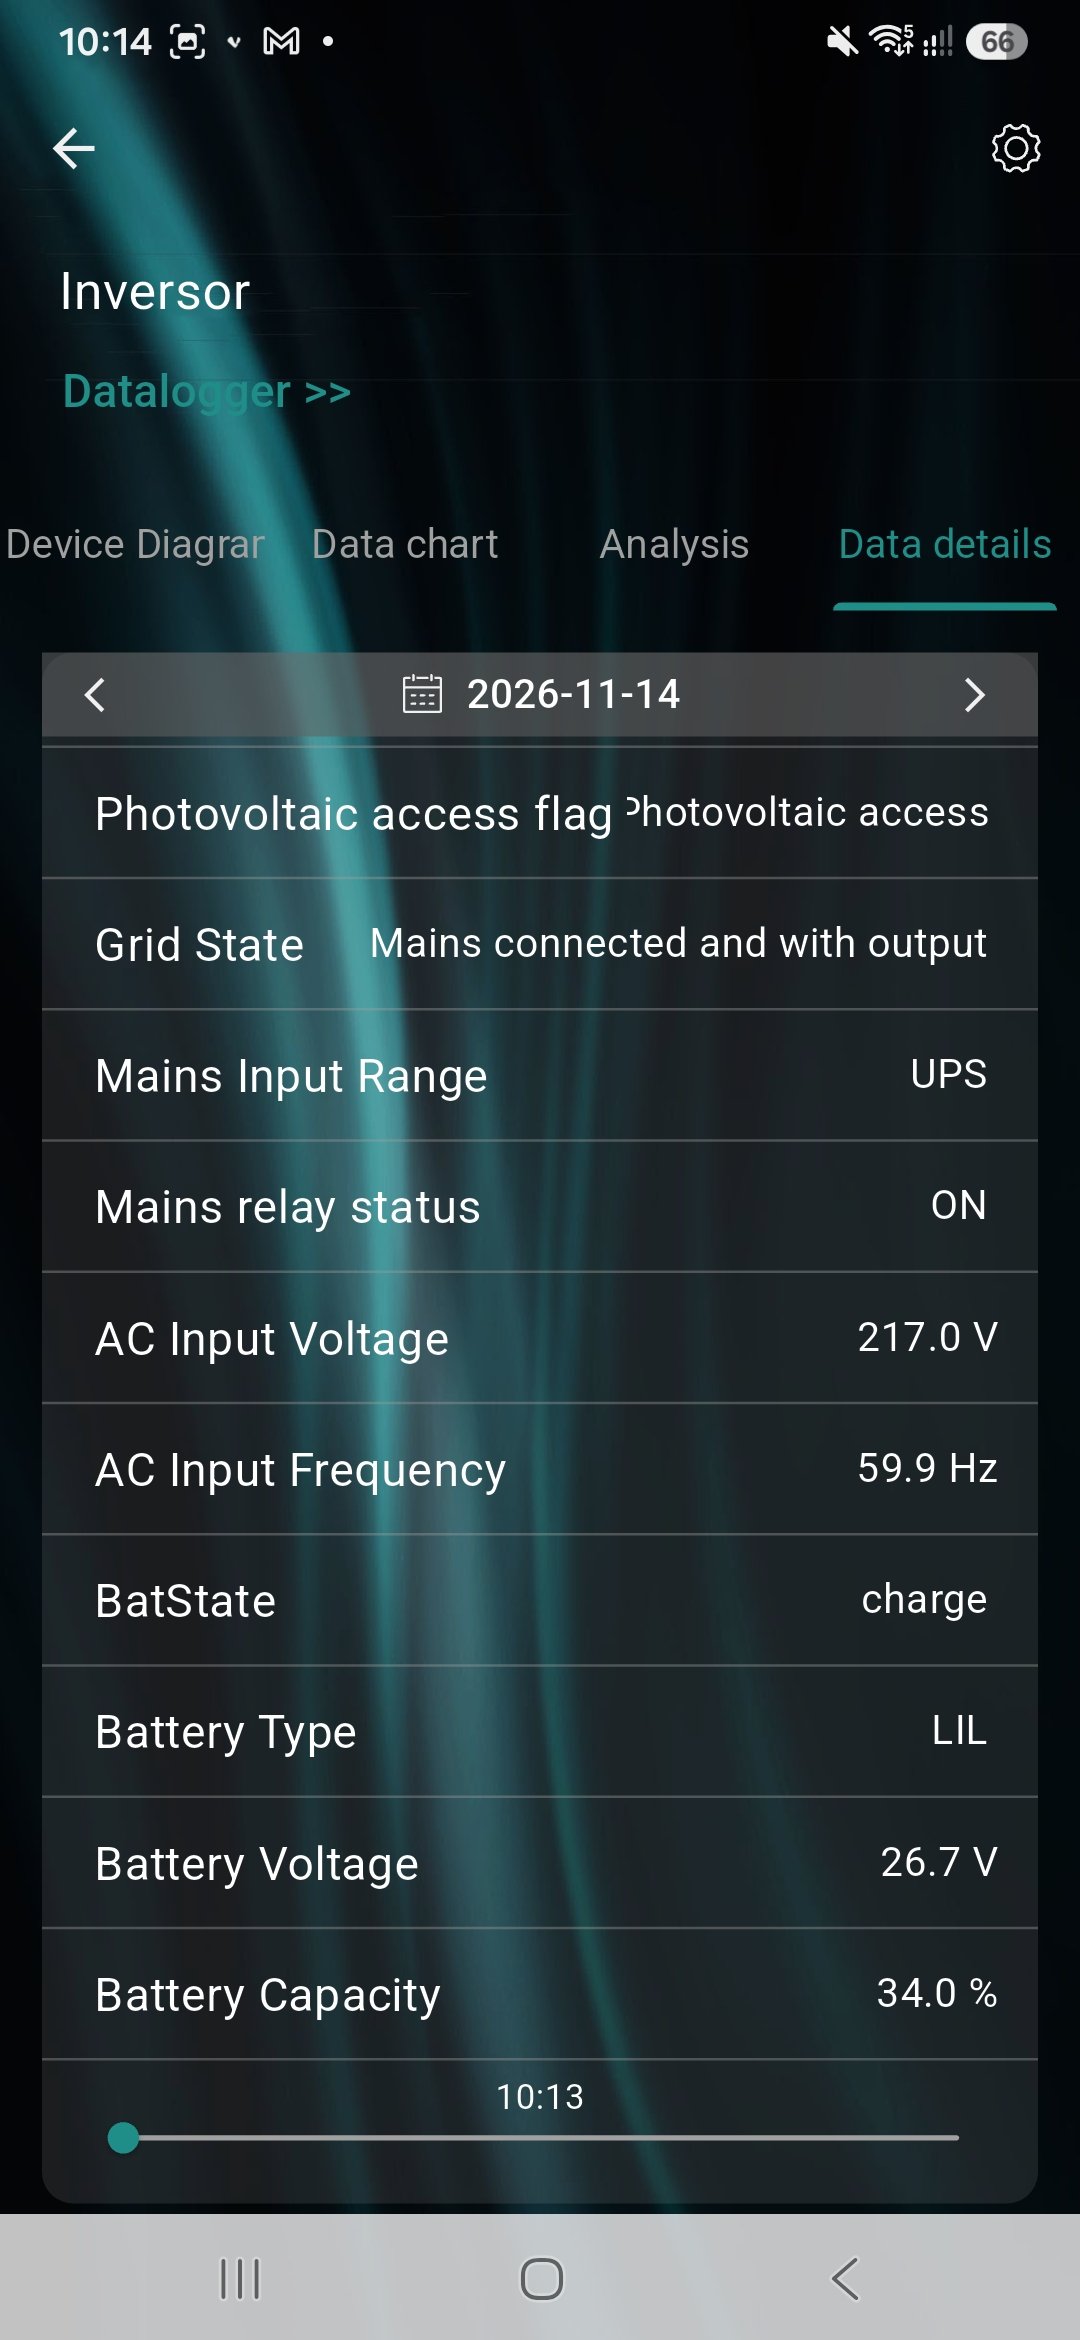 10:14 5 66
Inversor
Datalogger >>
Device Diagrar Data chart Analysis Data details
2026-11-14
Photovoltaic access flag Photovoltaic access
Grid State Mains connected and with output
Mains Input Range UPS
Mains relay status ON
AC Input Voltage 217.0 V
AC Input Frequency 59.9 Hz
BatState charge
Battery Type LIL
Battery Voltage 26.7 V
Battery Capacity 34.0 %
10:13